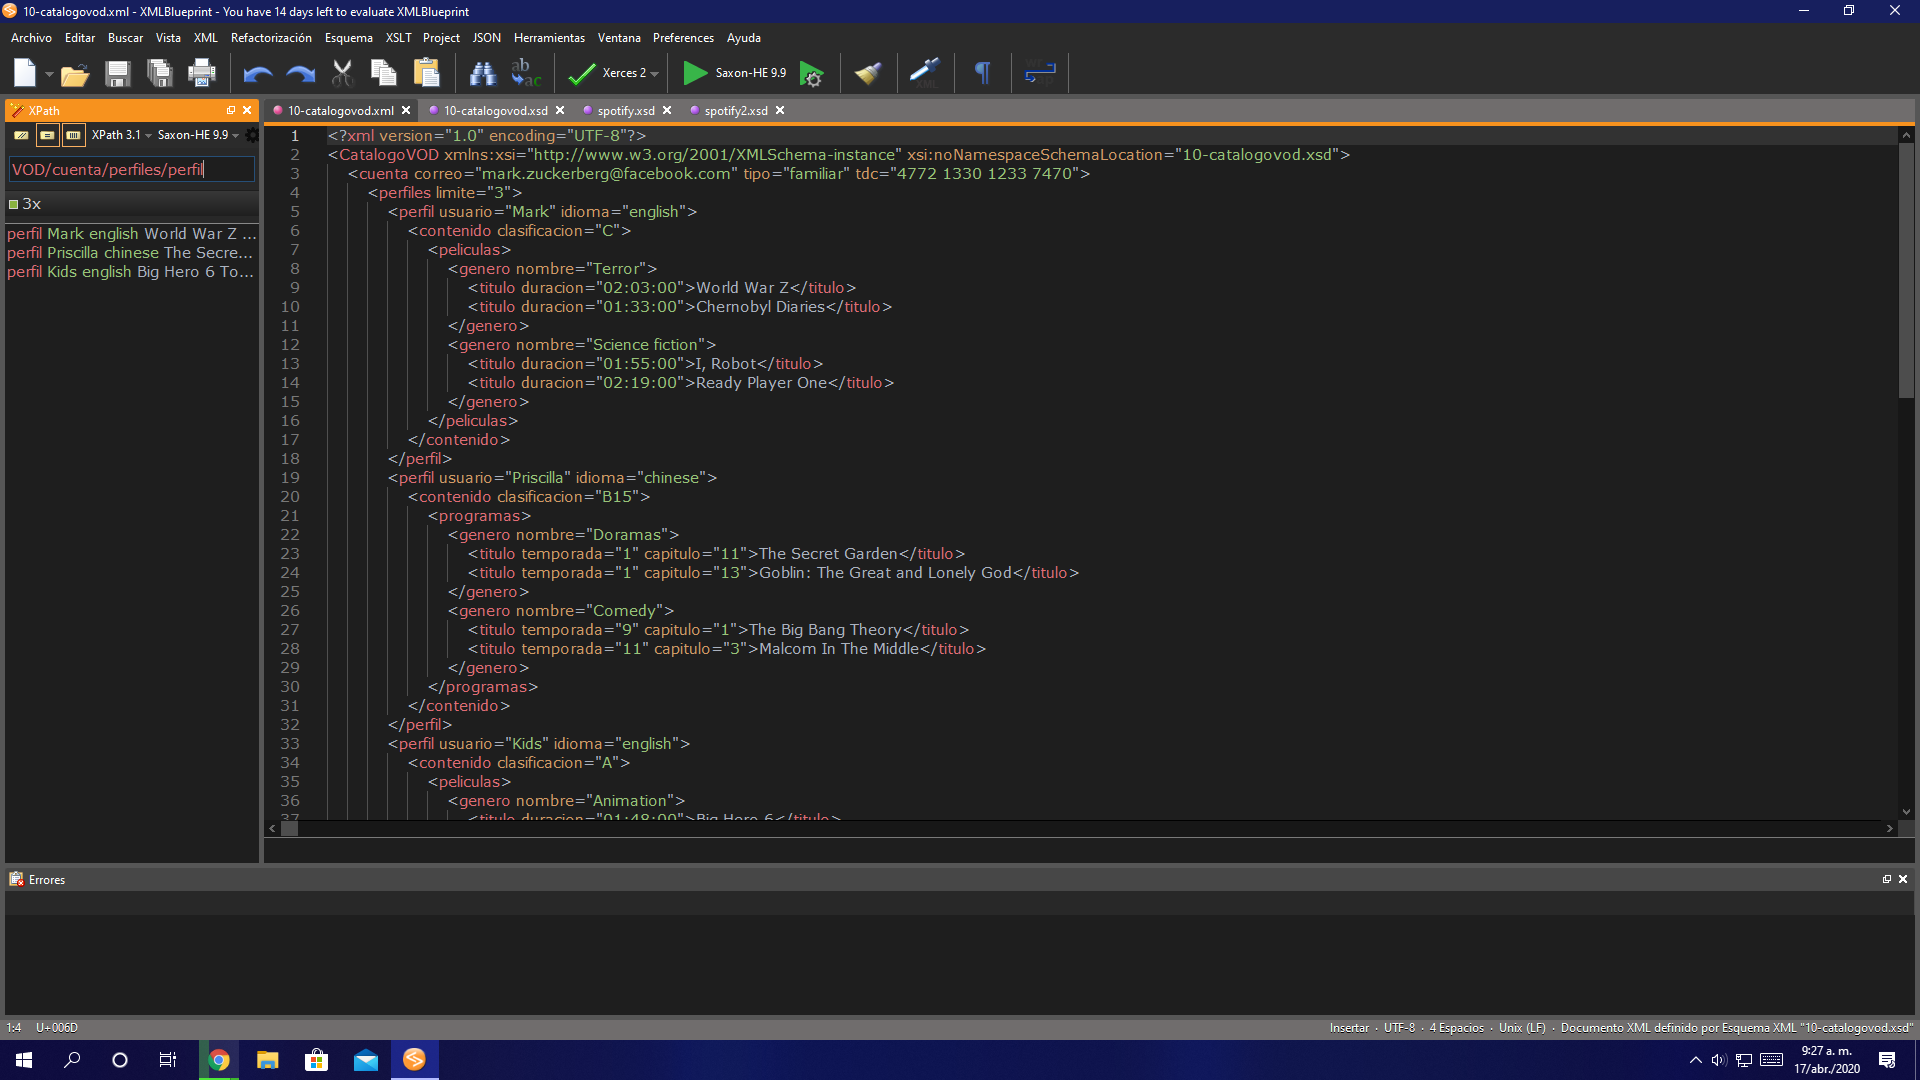 10-catalogovod.xml - XMLBlueprint - You have 14 days left to evaluate XMLBlueprint
Archivo Editar Buscar Vista XML Refactorización Esquema XSLT Project JSON Herramientas Ventana Preferences Ayuda
ab
ac
Xerces 2
Saxon-HE 9.9
XPath
XPath 3.1 Saxon-HE 9.9
VOD/cuenta/perfiles/perfil
3x
perfil Mark english World War Z ...
perfil Priscilla chinese The Secre...
perfil Kids english Big Hero 6 To...
10-catalogovod.xml 10-catalogovod.xsd spotify.xsd spotify2.xsd
1 <?xml version="1.0" encoding="UTF-8"?>
2 <CatalogoVOD xmlns:xsi="http://www.w3.org/2001/XMLSchema-instance" xsi:noNamespaceSchemaLocation="10-catalogovod.xsd">
3 <cuenta correo="mark.zuckerberg@facebook.com" tipo="familiar" tdc="4772 1330 1233 7470">
4 <perfiles limite="3">
5 <perfil usuario="Mark" idioma="english">
6 <contenido clasificacion="C">
7 <peliculas>
8 <genero nombre="Terror">
9 <titulo duracion="02:03:00">World War Z</titulo>
10 <titulo duracion="01:33:00">Chernobyl Diaries</titulo>
11 </genero>
12 <genero nombre="Science fiction">
13 <titulo duracion="01:55:00">I, Robot</titulo>
14 <titulo duracion="02:19:00">Ready Player One</titulo>
15 </genero>
16 </peliculas>
17 </contenido>
18 </perfil>
19 <perfil usuario="Priscilla" idioma="chinese">
20 <contenido clasificacion="B15">
21 <programas>
22 <genero nombre="Doramas">
23 <titulo temporada="1" capitulo="11">The Secret Garden</titulo>
24 <titulo temporada="1" capitulo="13">Goblin: The Great and Lonely God</titulo>
25 </genero>
26 <genero nombre="Comedy">
27 <titulo temporada="9" capitulo="1">The Big Bang Theory</titulo>
28 <titulo temporada="11" capitulo="3">Malcom In The Middle</titulo>
29 </genero>
30 </programas>
31 </contenido>
32 </perfil>
33 <perfil usuario="Kids" idioma="english">
34 <contenido clasificacion="A">
35 <peliculas>
36 <genero nombre="Animation">
37 <titulo duracion="01:48:00">Big Hero 6</titulo>
Errores
1:4 U+006D
Insertar · UTF-8 · 4 Espacios · Unix (LF) · Documento XML definido por Esquema XML "10-catalogovod.xsd"
9:27 a. m.
17/abr./2020